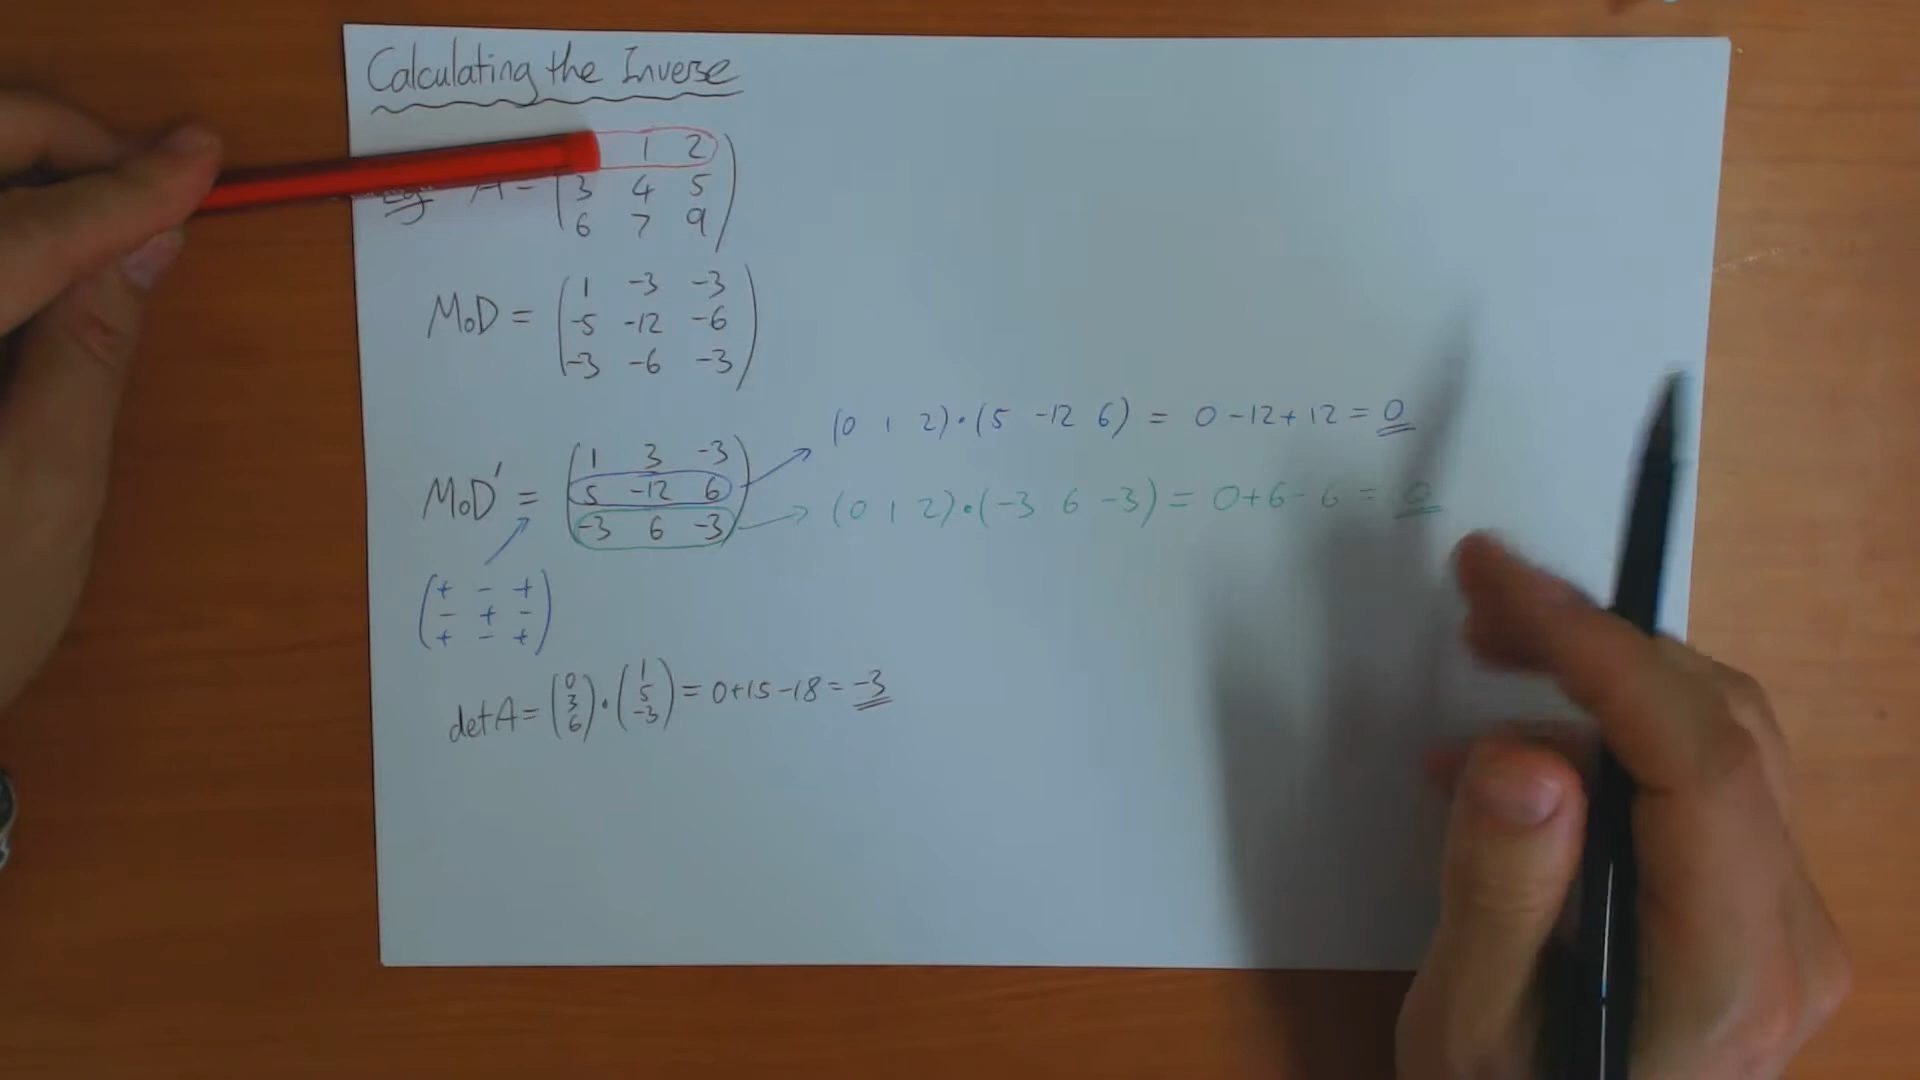 Calculating the Inverse
1 2
3 4 5
6 7 9
MoD = 1 -3 -3
-5 -12 -6
-3 -6 -3
(0 1 2)·(5 -12 6) = 0-12+12 = 0
MoD' = 1 3 -3
5 -12 6
-3 6 -3
(0 1 2)·(-3 6 -3) = 0+6-6 = 0
+ - +
- + -
+ - +
detA = (0 3 6)·(1 5 -3) = 0+15-18 = -3